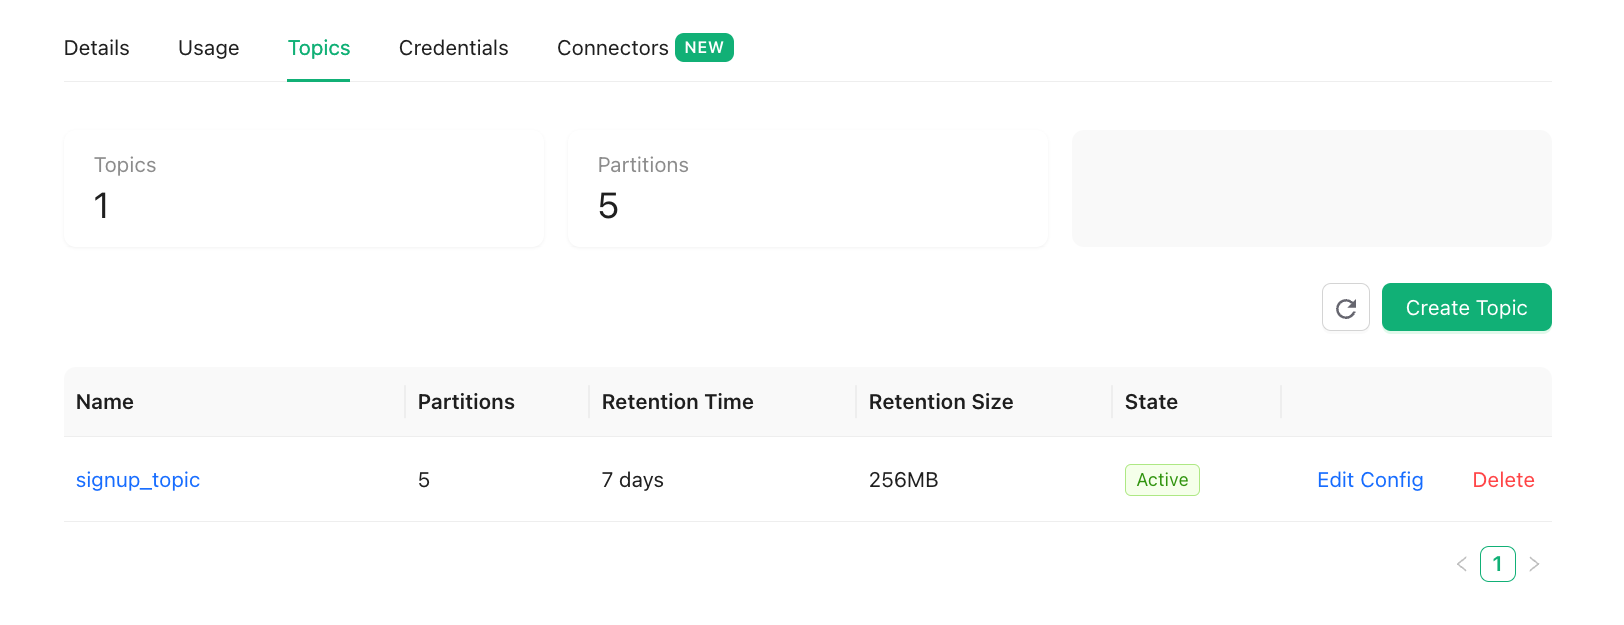 Details Usage Topics Credentials Connectors NEW
Topics Partitions
1 5
Create Topic
Name Partitions Retention Time Retention Size State
signup_topic 5 7 days 256MB Active Edit Config Delete
< 1 >